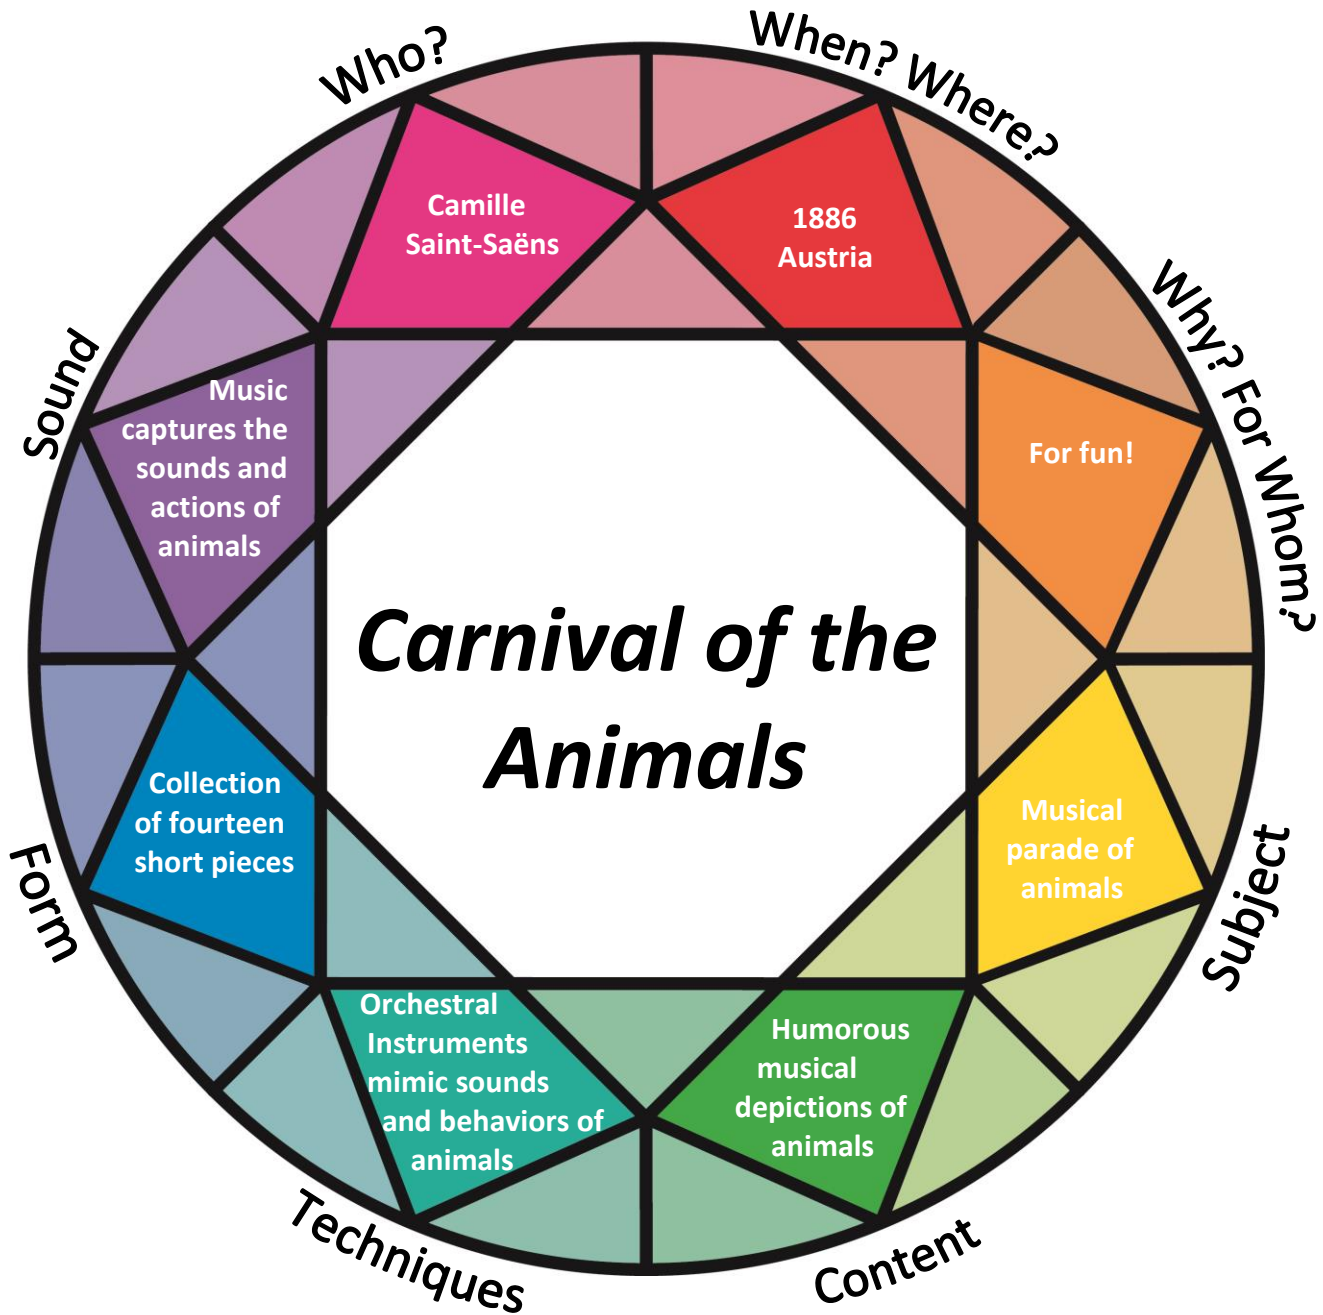 Who?
When? Where?
Why? For Whom?
Subject
Content
Techniques
Form
Sound
Camille
Saint-Saëns
1886
Austria
For fun!
Musical
parade of
animals
Humorous
musical
depictions of
animals
Orchestral
Instruments
mimic sounds
and behaviors of
animals
Collection
of fourteen
short pieces
Music
captures the
sounds and
actions of
animals
Carnival of the
Animals